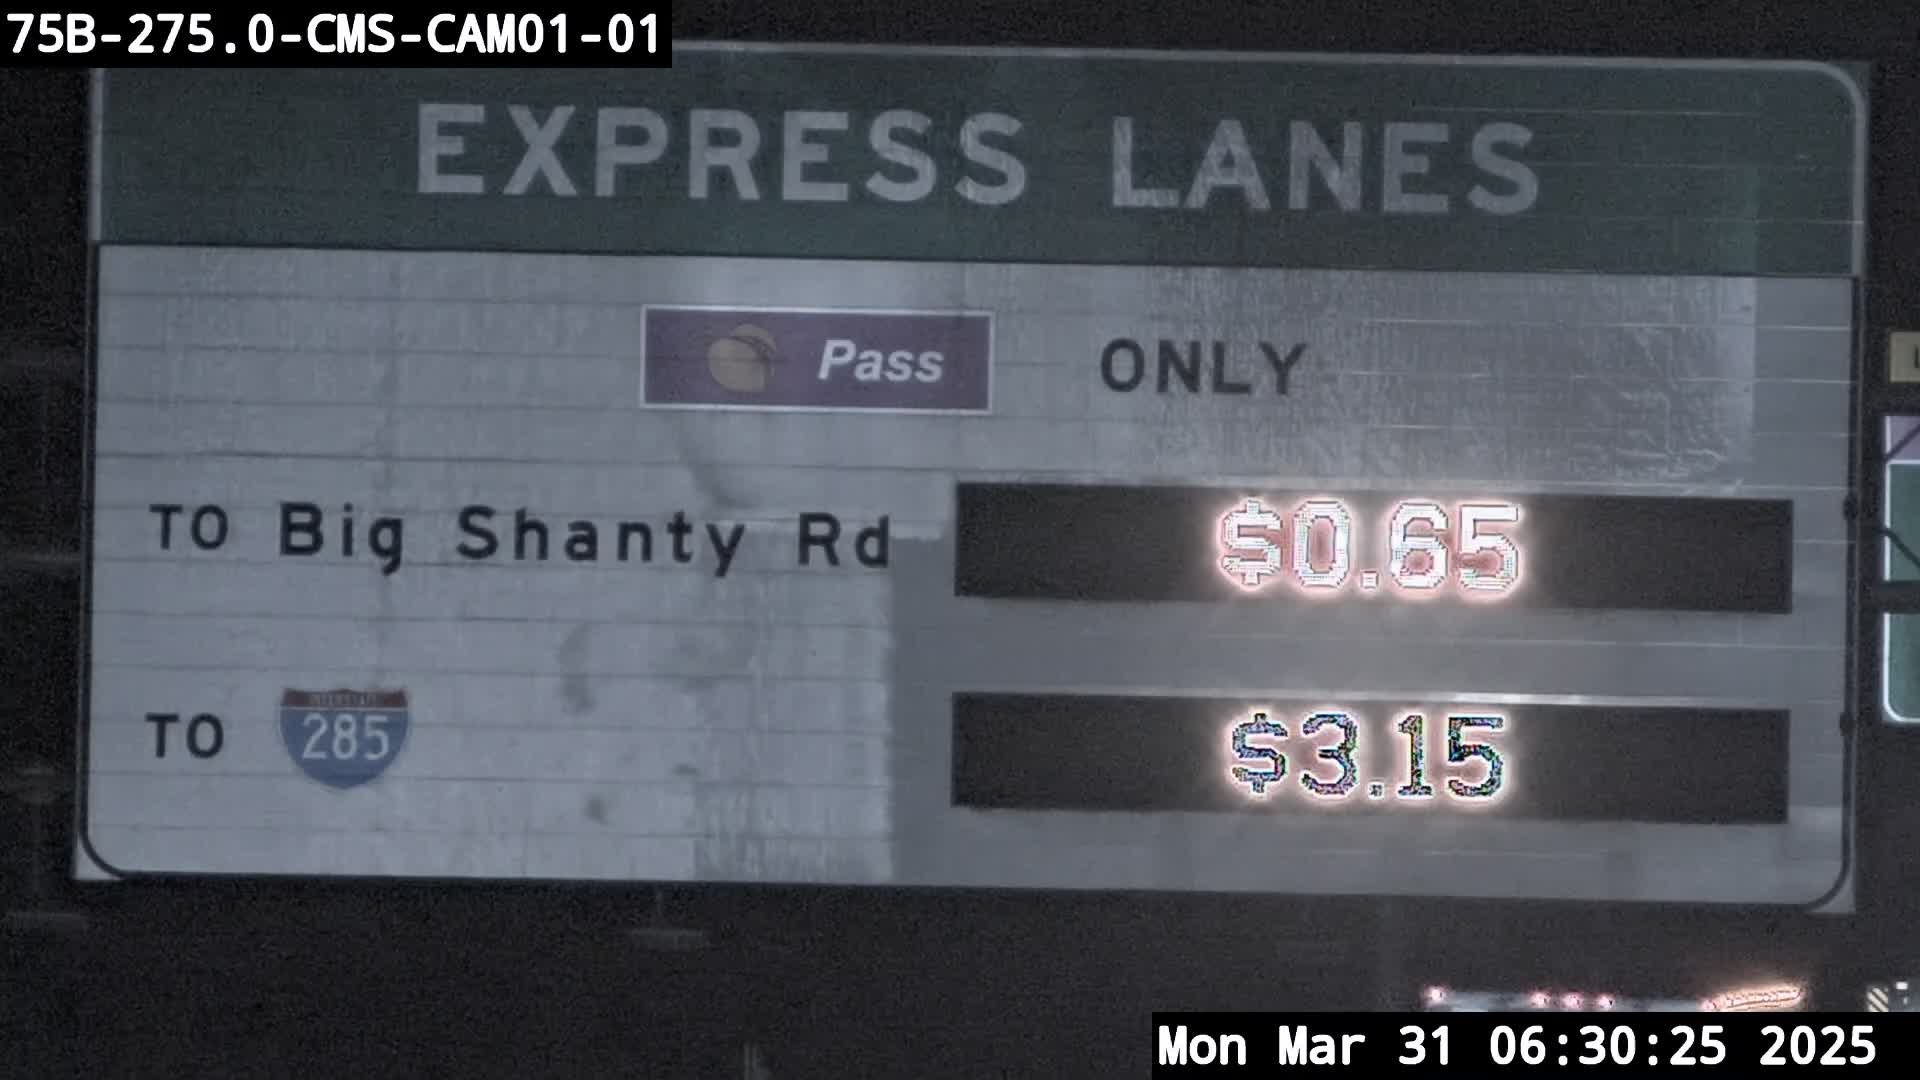 75B-275.0-CMS-CAM01-01
EXPRESS LANES
Pass ONLY
TO Big Shanty Rd $0.65
TO INTERSTATE 285 $3.15
Mon Mar 31 06:30:25 2025